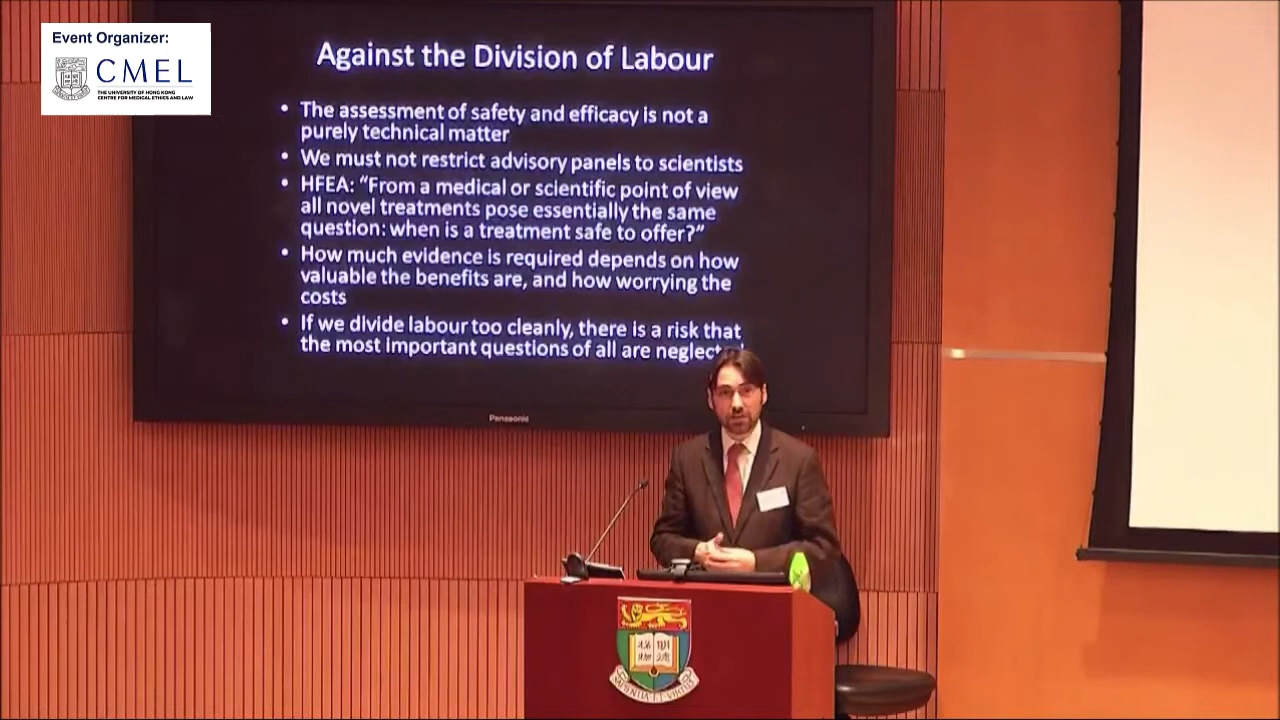 Event Organizer:
CMEL
THE UNIVERSITY OF HONG KONG
CENTRE FOR MEDICAL ETHICS AND LAW
Against the Division of Labour
• The assessment of safety and efficacy is not a
purely technical matter
• We must not restrict advisory panels to scientists
• HFEA: “From a medical or scientific point of view
all novel treatments pose essentially the same
question: when is a treatment safe to offer?”
• How much evidence is required depends on how
valuable the benefits are, and how worrying the
costs
• If we divide labour too cleanly, there is a risk that
the most important questions of all are
Panasonic
SAPIENTIA ET VIRTUS